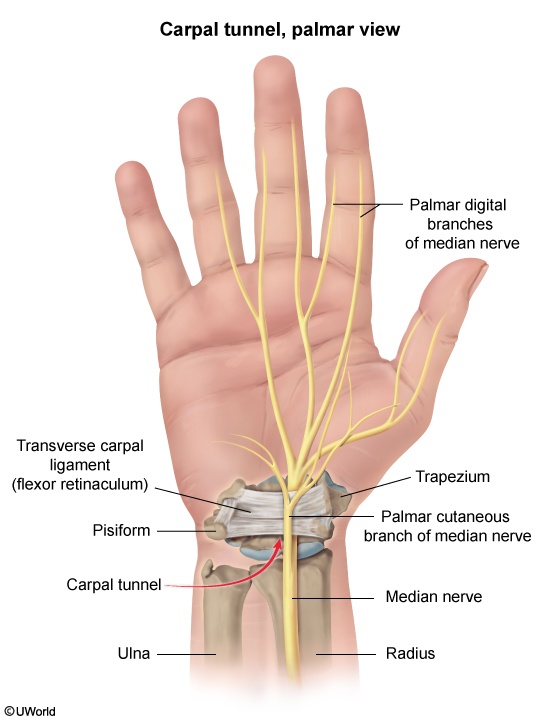 Carpal tunnel, palmar view
Palmar digital
branches
of median nerve
Transverse carpal
ligament
(flexor retinaculum)
Trapezium
Pisiform
Palmar cutaneous
branch of median nerve
Carpal tunnel
Median nerve
Ulna
Radius
©UWorld